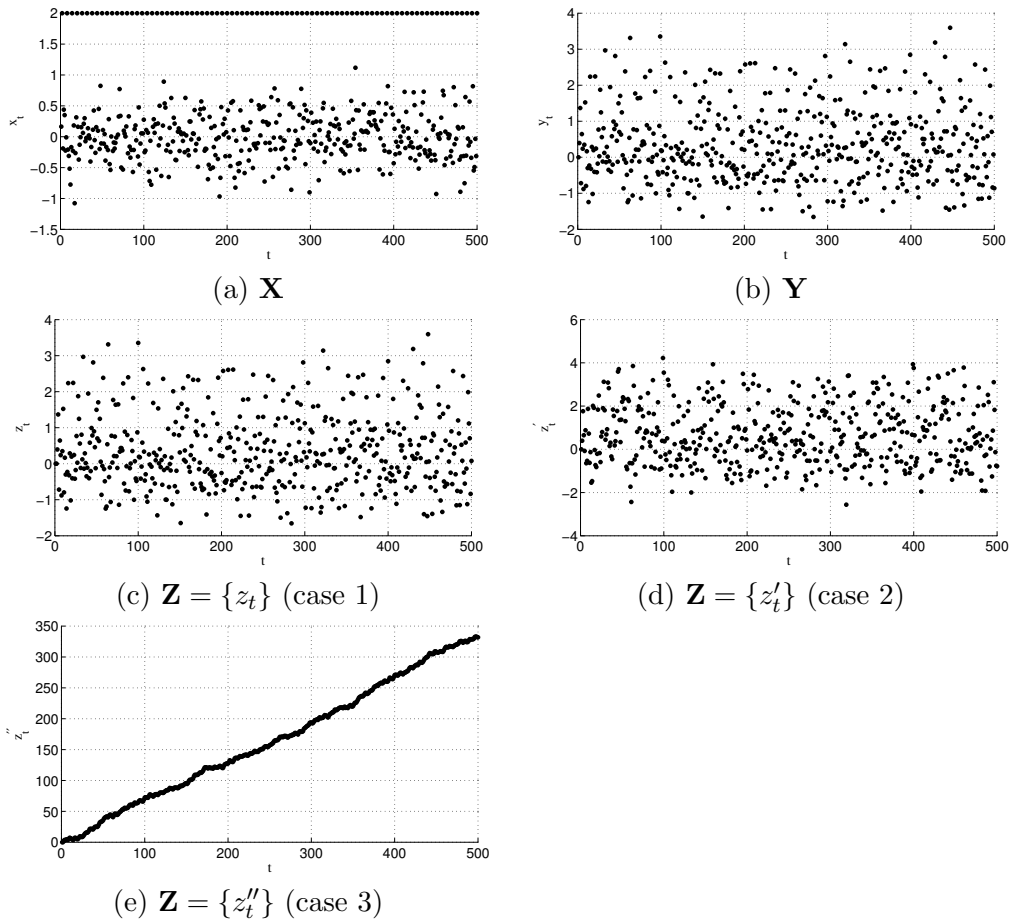 2
1.5
1
0.5
0
−0.5
−1
−1.5
x_t
0 100 200 300 400 500
t
(a) X
4
3
2
1
0
−1
−2
y_t
0 100 200 300 400 500
t
(b) Y
4
3
2
1
0
−1
−2
z_t
0 100 200 300 400 500
t
(c) Z = {z_t} (case 1)
6
4
2
0
−2
−4
z_t′
0 100 200 300 400 500
t
(d) Z = {z′_t} (case 2)
350
300
250
200
150
100
50
0
z_t′′
0 100 200 300 400 500
t
(e) Z = {z′′_t} (case 3)